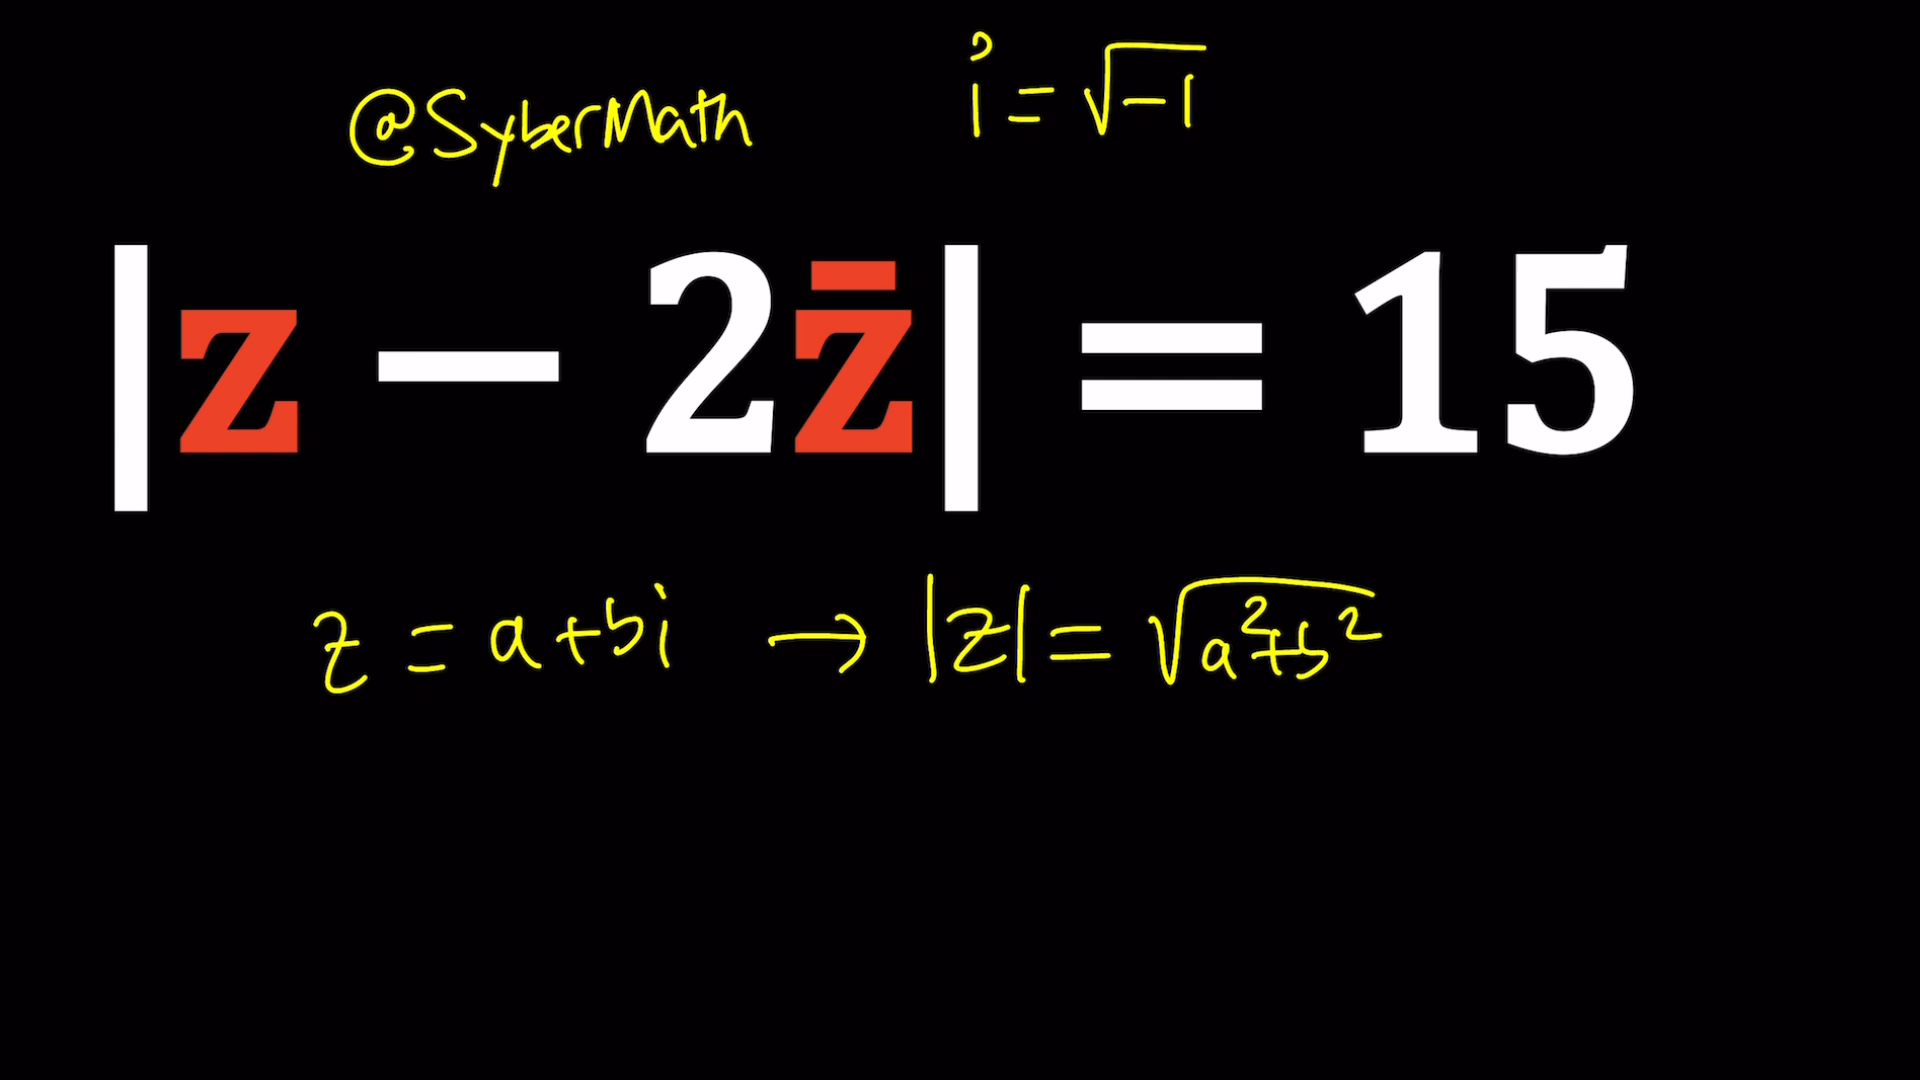 @SyberMath i = √-1
|z − 2z̄| = 15
z = a+bi → |z| = √a²+b²